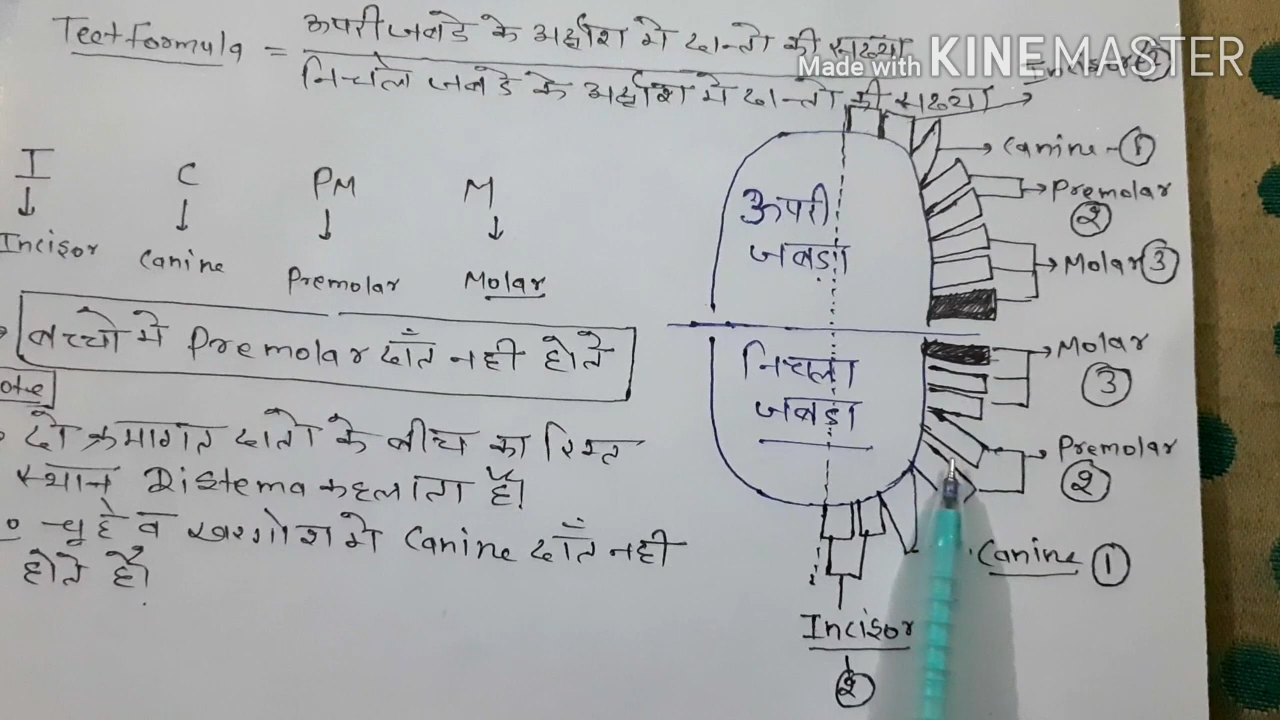 Teeth formula = ऊपरी जबडे के अर्द्धांश मे दान्तो की संख्या
निचले जबडे के अर्द्धांश मे दान्तो की संख्या
Made with KINEMASTER
I C PM M
Incisor Canine Premolar Molar
बच्चो मे Premolar दाँत नही होते
दो क्रमागत दातो के बीच का रिक्त
स्थान Distema कहलाता है।
चूहे व खरगोश मे Canine दाँत नही
होते है।
ऊपरी
जबड़ा
निचला
जबड़ा
Canine - 1
Premolar
2
Molar 3
Molar
3
Premolar
2
Canine 1
Incisor
2